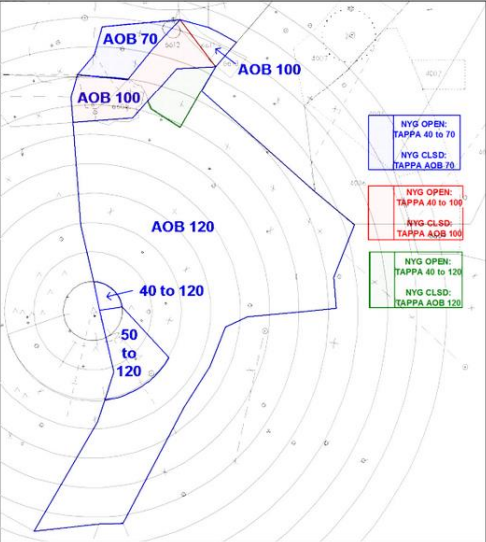 AOB 70
AOB 100
AOB 100
NYG OPEN:
TAPPA 40 to 70
NYG CLSD:
TAPPA AOB 70
NYG OPEN:
TAPPA 40 to 100
NYG CLSD:
TAPPA AOB 100
AOB 120
NYG OPEN:
TAPPA 40 to 120
NYG CLSD:
TAPPA AOB 120
40 to 120
50
to
120